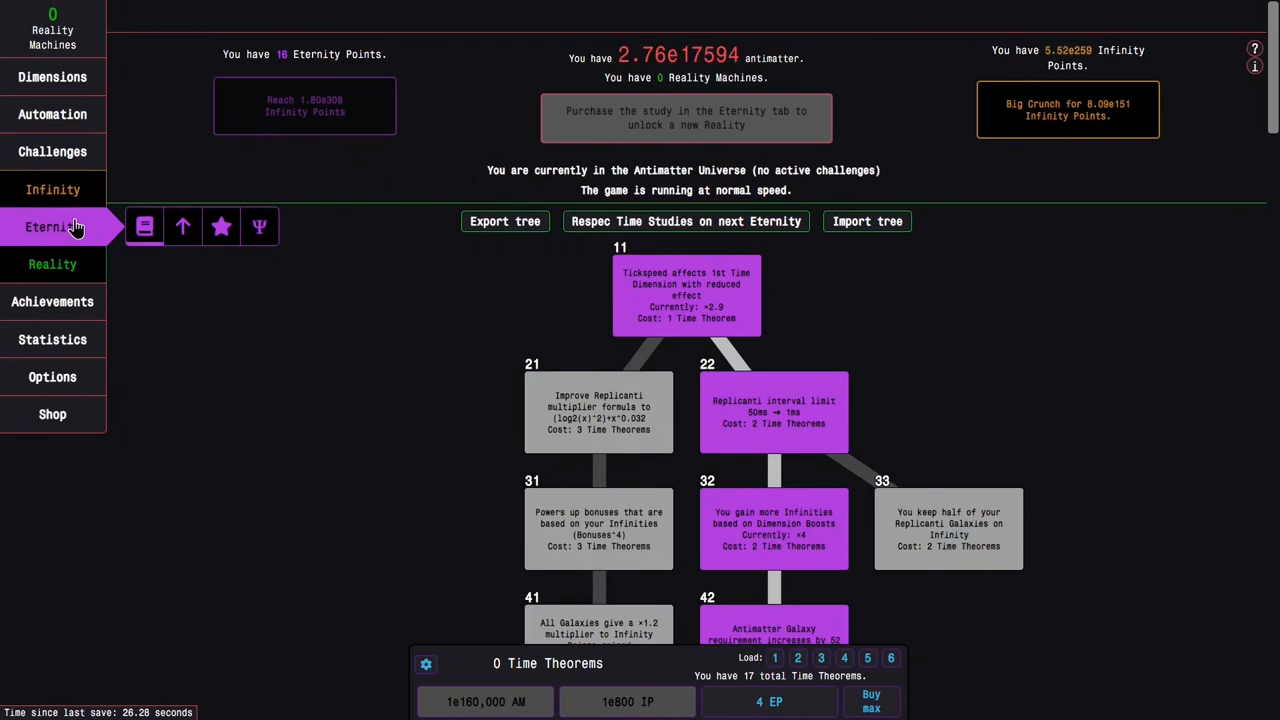 0
Reality
Machines
Dimensions
Automation
Challenges
Infinity
Eternity
Reality
Achievements
Statistics
Options
Shop
You have 16 Eternity Points.
Reach 1.80e308
Infinity Points
You have 2.76e17594 antimatter.
You have 0 Reality Machines.
Purchase the study in the Eternity tab to
unlock a new Reality
You have 5.52e259 Infinity
Points.
Big Crunch for 8.09e151
Infinity Points.
?
i
You are currently in the Antimatter Universe (no active challenges)
The game is running at normal speed.
Ψ
Export tree
Respec Time Studies on next Eternity
Import tree
11
Tickspeed affects 1st Time
Dimension with reduced
effect
Currently: ×2.9
Cost: 1 Time Theorem
21
Improve Replicanti
multiplier formula to
(log2(x)^2)+x^0.032
Cost: 3 Time Theorems
22
Replicanti interval limit
50ms ➜ 1ms
Cost: 2 Time Theorems
31
Powers up bonuses that are
based on your Infinities
(Bonuses^4)
Cost: 3 Time Theorems
32
You gain more Infinities
based on Dimension Boosts
Currently: ×4
Cost: 2 Time Theorems
33
You keep half of your
Replicanti Galaxies on
Infinity
Cost: 2 Time Theorems
41
All Galaxies give a ×1.2
multiplier to Infinity
42
Antimatter Galaxy
requirement increases by 52
0 Time Theorems
Load: 1 2 3 4 5 6
You have 17 total Time Theorems.
1e160,000 AM
1e800 IP
4 EP
Buy
max
Time since last save: 26.28 seconds